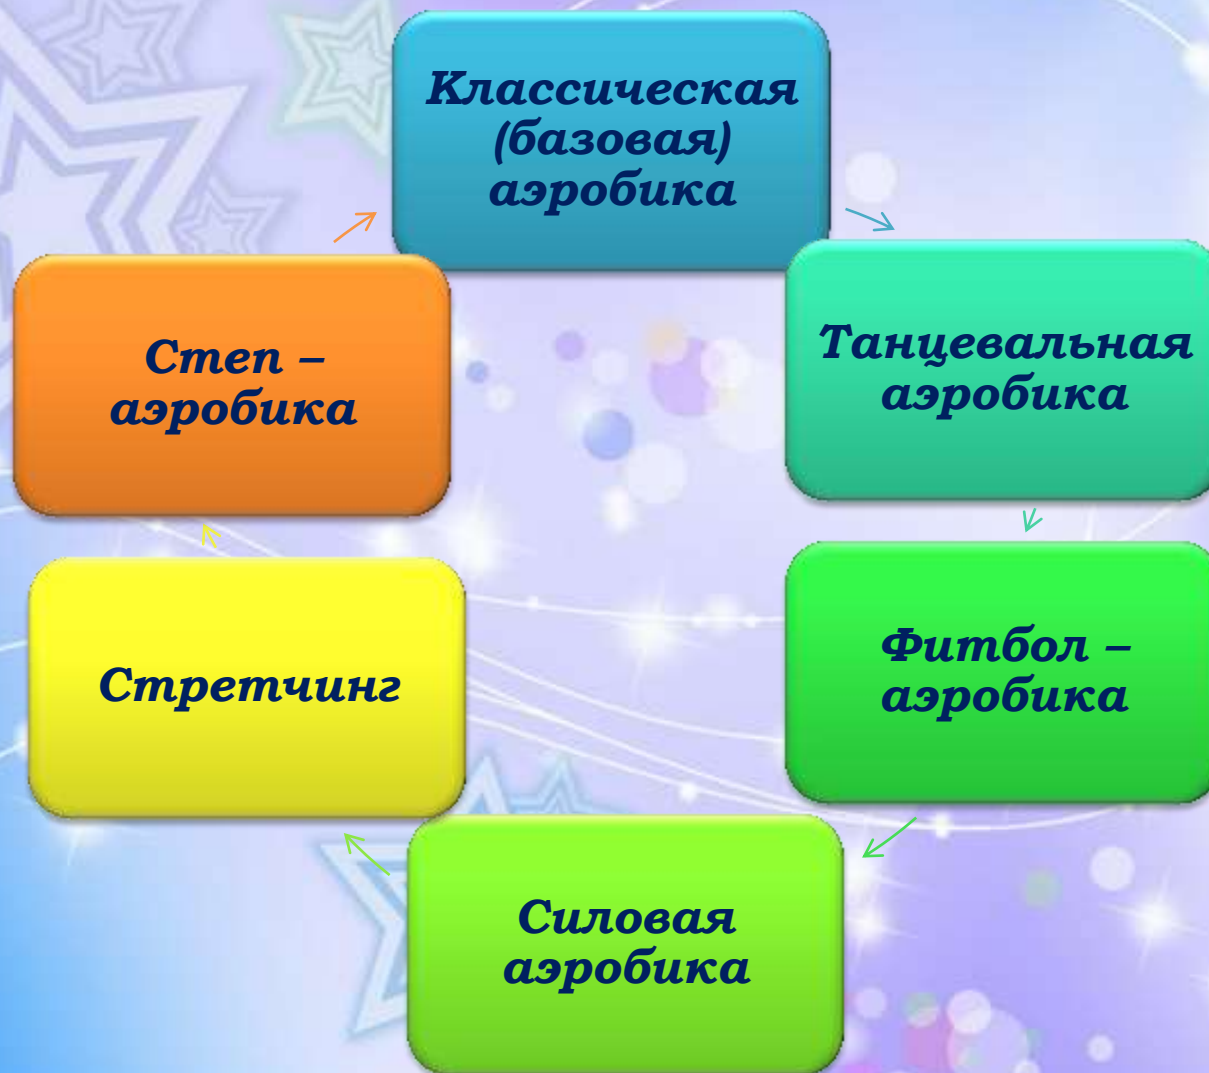 Классическая
(базовая)
аэробика
Танцевальная
аэробика
Фитбол –
аэробика
Силовая
аэробика
Стретчинг
Степ –
аэробика